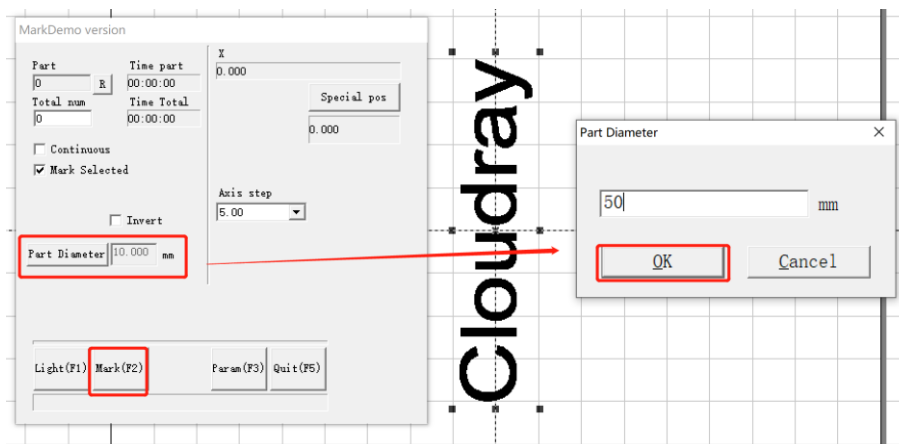 MarkDemo version
Part Time part
0 R 00:00:00
Total num Time Total
0 00:00:00
Continuous
Mark Selected
Invert
Part Diameter 10.000 mm
X
0.000
Special pos
0.000
Axis step
5.00
Light(F1) Mark(F2) Param(F3) Quit(F5)
Cloudray
Part Diameter
50 mm
OK Cancel